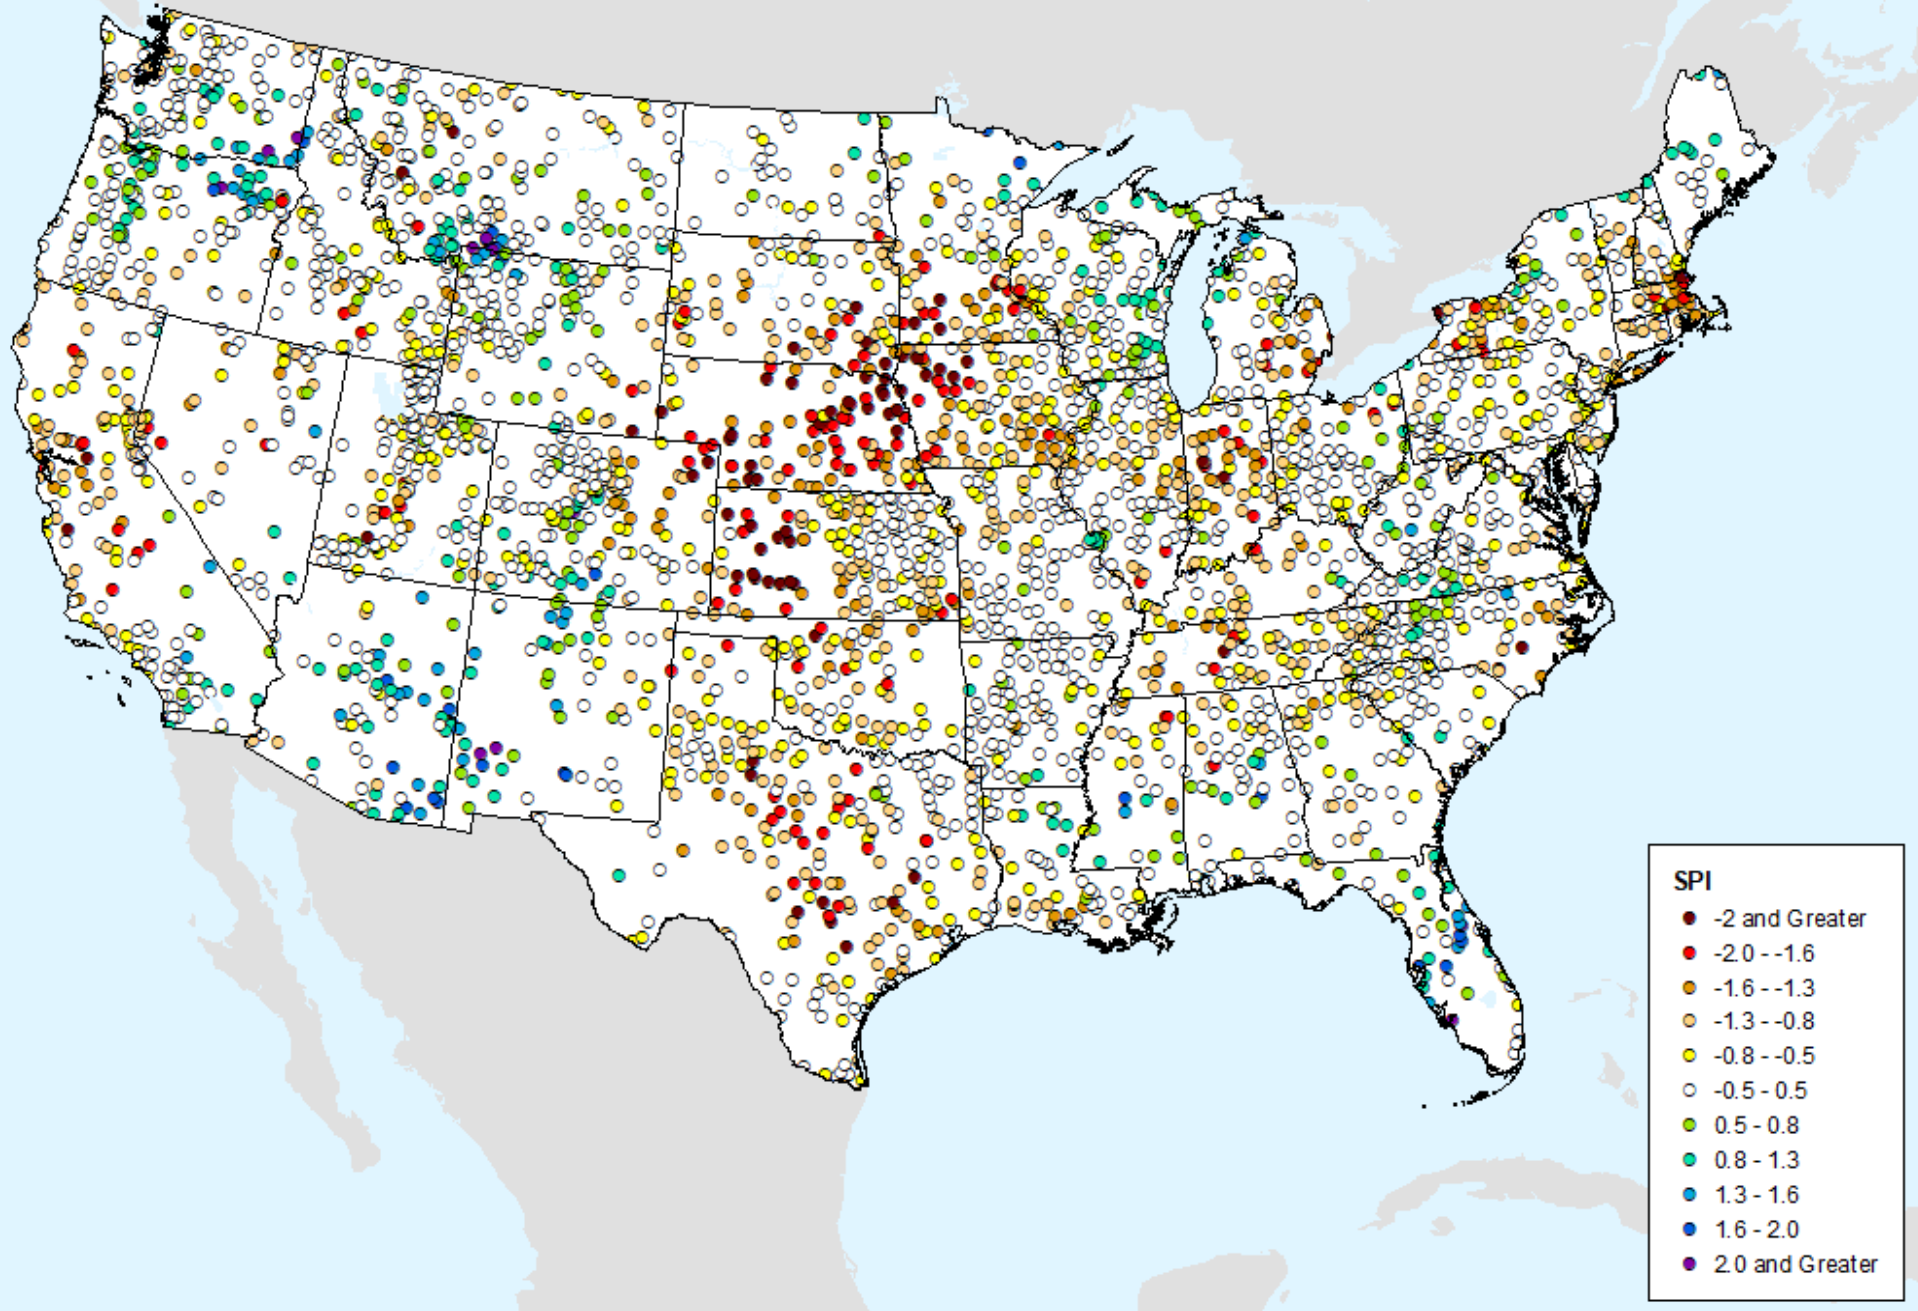 SPI
-2 and Greater
-2.0 - -1.6
-1.6 - -1.3
-1.3 - -0.8
-0.8 - -0.5
-0.5 - 0.5
0.5 - 0.8
0.8 - 1.3
1.3 - 1.6
1.6 - 2.0
2.0 and Greater